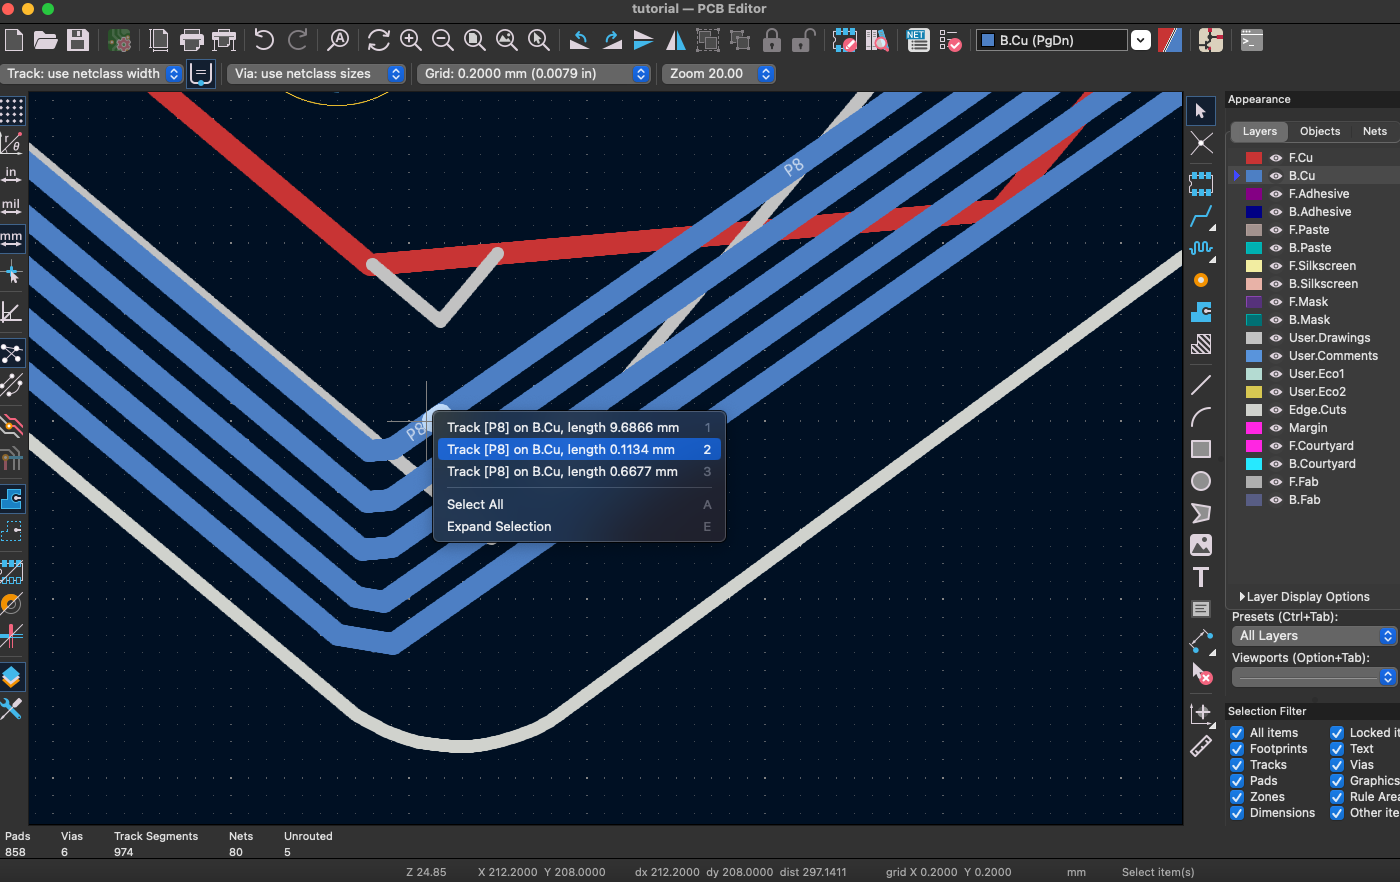 tutorial — PCB Editor
NET
B.Cu (PgDn)
Track: use netclass width
Via: use netclass sizes
Grid: 0.2000 mm (0.0079 in)
Zoom 20.00
r
θ
in
mil
mm
P8
P8
Track [P8] on B.Cu, length 9.6866 mm 1
Track [P8] on B.Cu, length 0.1134 mm 2
Track [P8] on B.Cu, length 0.6677 mm 3
Select All A
Expand Selection E
T
Appearance
Layers Objects Nets
F.Cu
B.Cu
F.Adhesive
B.Adhesive
F.Paste
B.Paste
F.Silkscreen
B.Silkscreen
F.Mask
B.Mask
User.Drawings
User.Comments
User.Eco1
User.Eco2
Edge.Cuts
Margin
F.Courtyard
B.Courtyard
F.Fab
B.Fab
Layer Display Options
Presets (Ctrl+Tab):
All Layers
Viewports (Option+Tab):
Selection Filter
All items Locked it
Footprints Text
Tracks Vias
Pads Graphics
Zones Rule Area
Dimensions Other ite
Pads Vias Track Segments Nets Unrouted
858 6 974 80 5
Z 24.85 X 212.2000 Y 208.0000 dx 212.2000 dy 208.0000 dist 297.1411 grid X 0.2000 Y 0.2000 mm Select item(s)